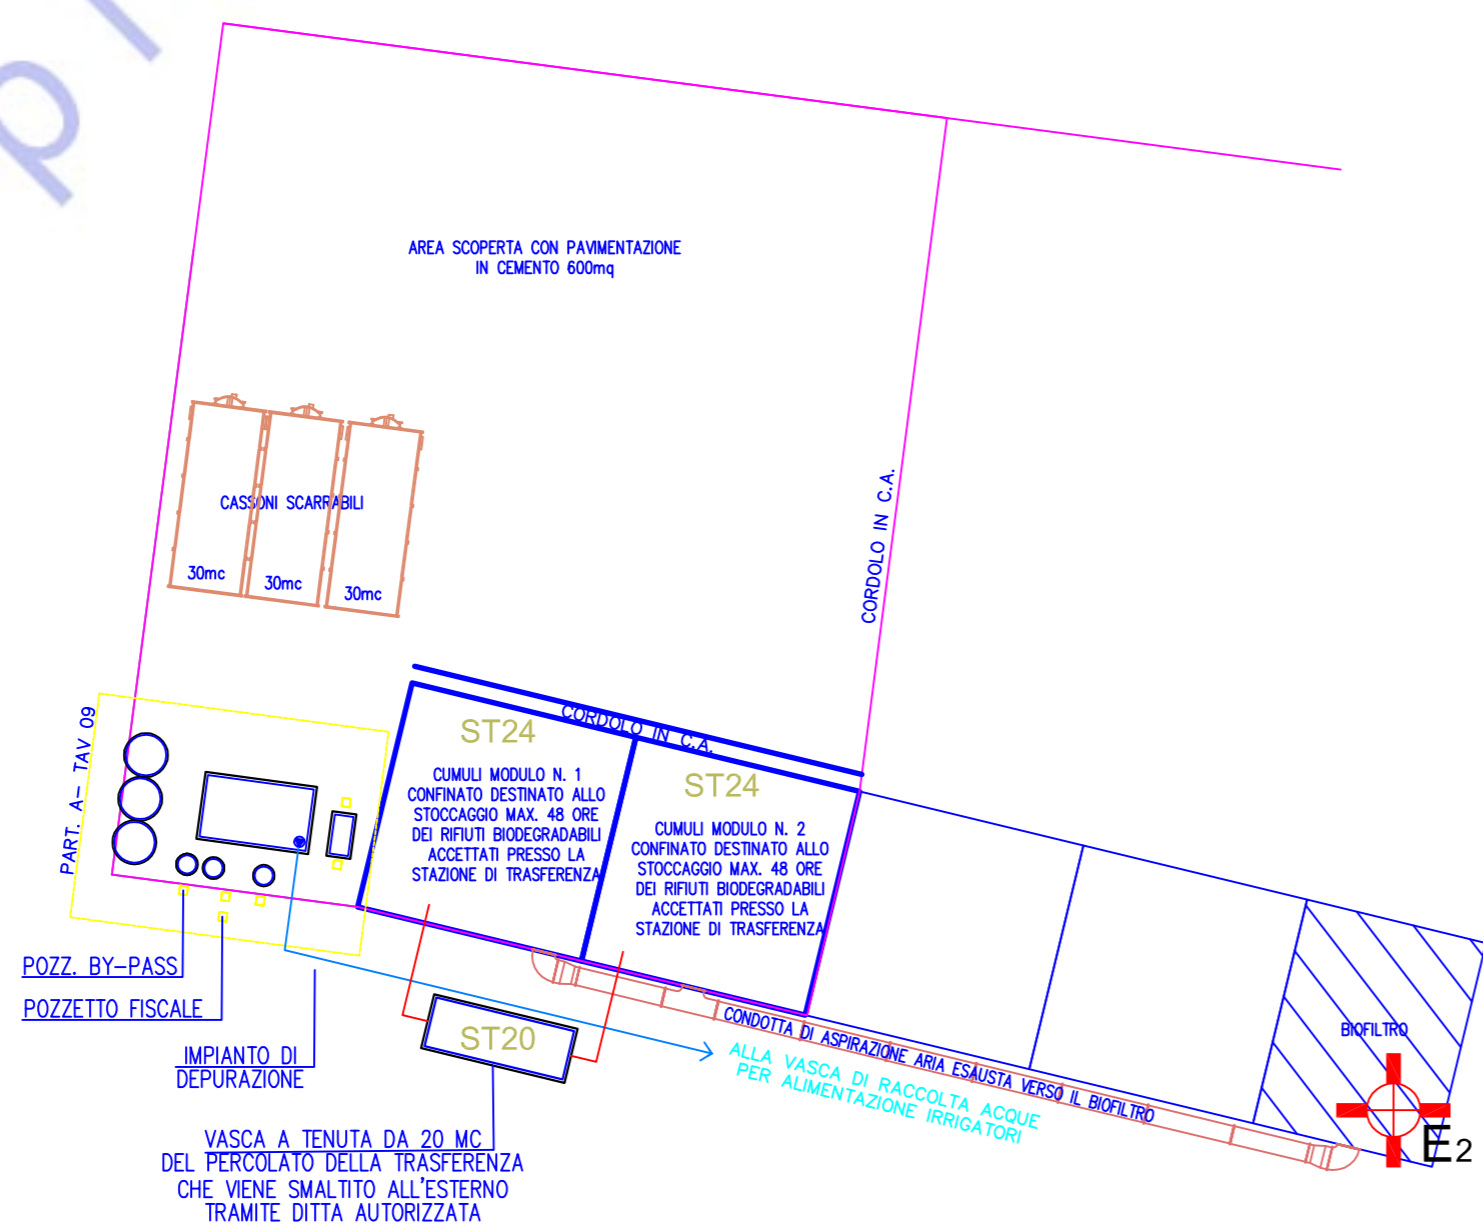 AREA SCOPERTA CON PAVIMENTAZIONE
IN CEMENTO 600mq
CASSONI SCARRABILI
30mc
30mc
30mc
CORDOLO IN C.A.
PART. A- TAV 09
CORDOLO IN C.A.
ST24
CUMULI MODULO N. 1
CONFINATO DESTINATO ALLO
STOCCAGGIO MAX. 48 ORE
DEI RIFIUTI BIODEGRADABILI
ACCETTATI PRESSO LA
STAZIONE DI TRASFERENZA
ST24
CUMULI MODULO N. 2
CONFINATO DESTINATO ALLO
STOCCAGGIO MAX. 48 ORE
DEI RIFIUTI BIODEGRADABILI
ACCETTATI PRESSO LA
STAZIONE DI TRASFERENZA
POZZ. BY-PASS
POZZETTO FISCALE
IMPIANTO DI
DEPURAZIONE
ST20
CONDOTTA DI ASPIRAZIONE ARIA ESAUSTA VERSO IL BIOFILTRO
ALLA VASCA DI RACCOLTA ACQUE
PER ALIMENTAZIONE IRRIGATORI
BIOFILTRO
E2
VASCA A TENUTA DA 20 MC
DEL PERCOLATO DELLA TRASFERENZA
CHE VIENE SMALTITO ALL'ESTERNO
TRAMITE DITTA AUTORIZZATA